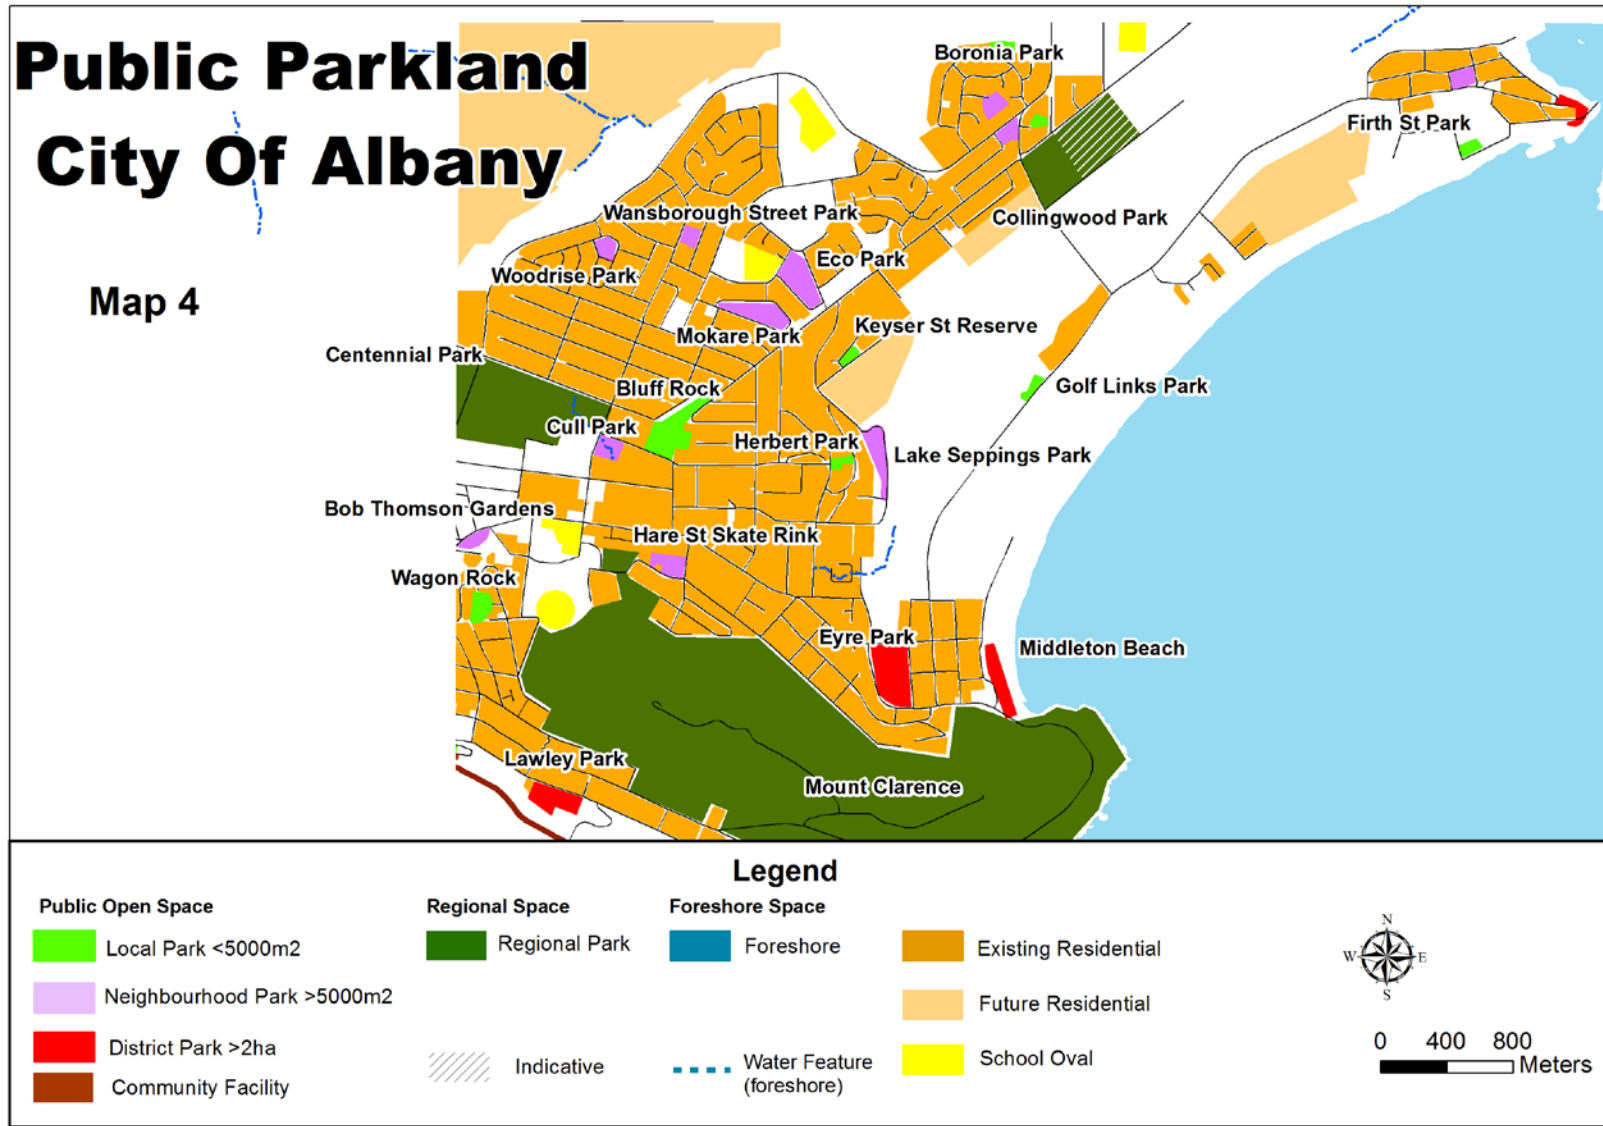 Public Parkland
City Of Albany
Map 4
Boronia Park
Firth St Park
Wansborough Street Park
Collingwood Park
Eco Park
Woodrise Park
Keyser St Reserve
Mokare Park
Centennial Park
Bluff Rock
Golf Links Park
Cull Park
Herbert Park
Lake Seppings Park
Bob Thomson Gardens
Hare St Skate Rink
Wagon Rock
Eyre Park
Middleton Beach
Lawley Park
Mount Clarence
Legend
Public Open Space
Local Park <5000m2
Neighbourhood Park >5000m2
District Park >2ha
Community Facility
Regional Space
Regional Park
Indicative
Foreshore Space
Foreshore
Water Feature
(foreshore)
Existing Residential
Future Residential
School Oval
N
W E
S
0 400 800
Meters